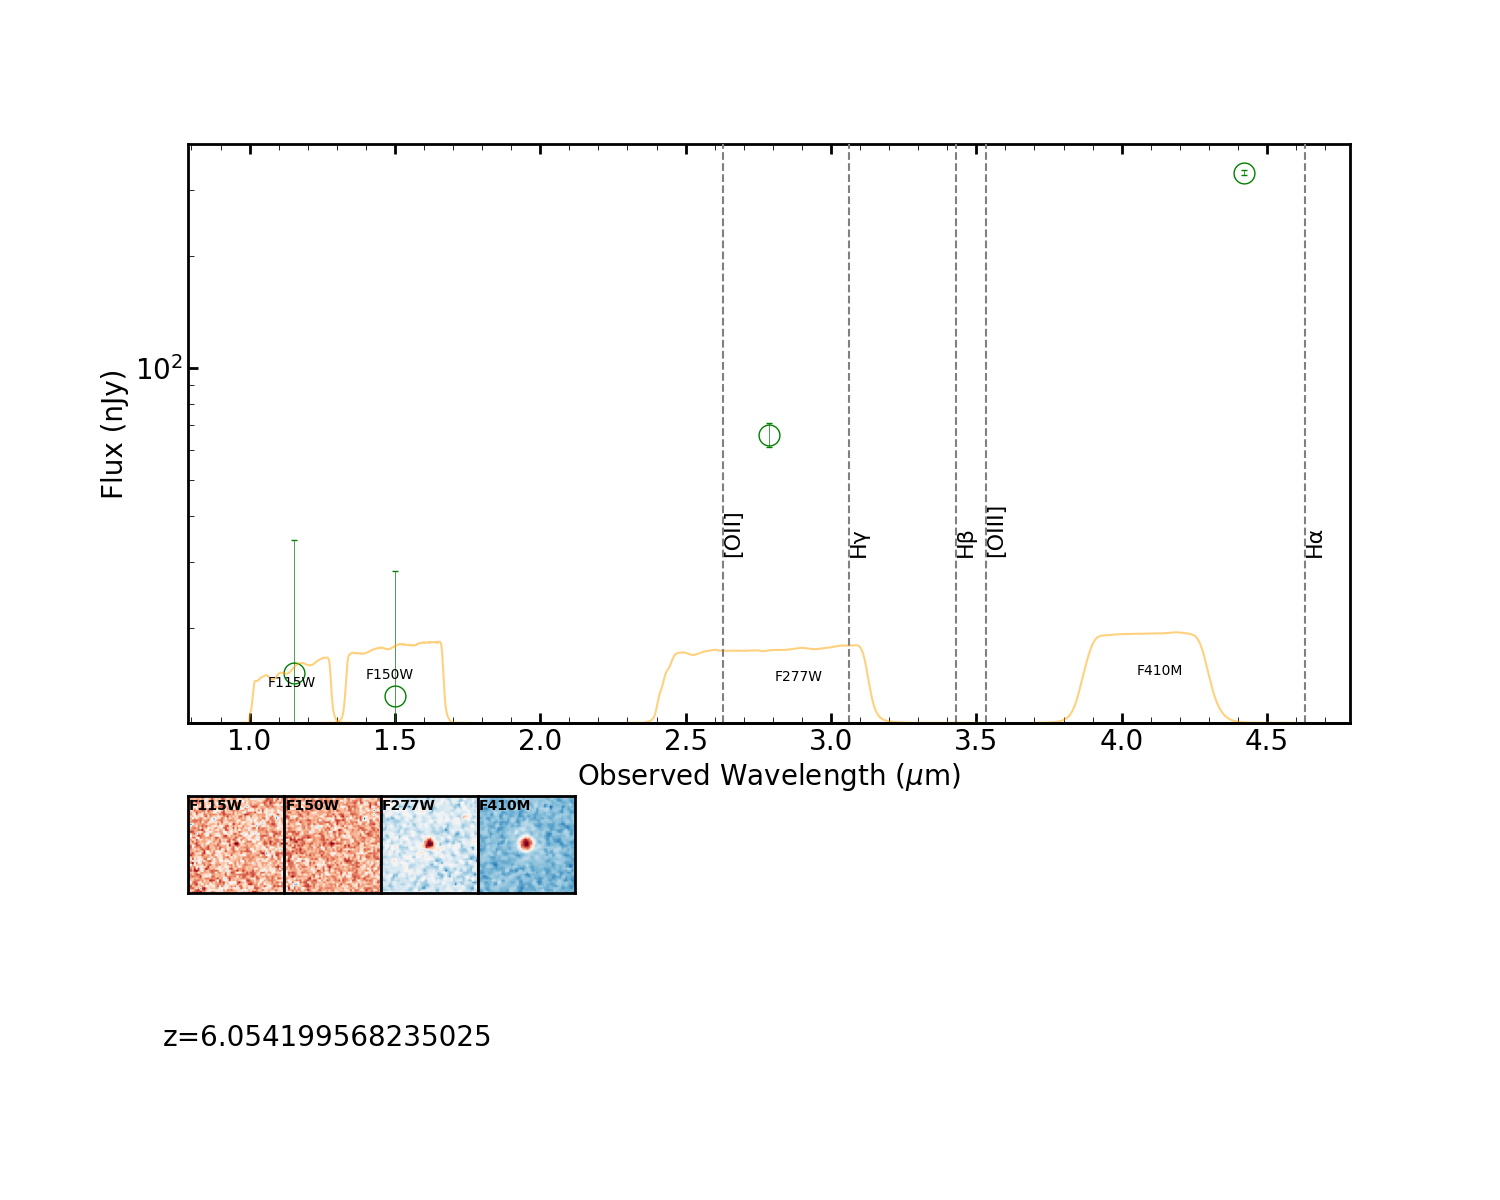 10²
Flux (nJy)
[OII]
Hγ
Hβ
[OIII]
Hα
F115W
F150W
F277W
F410M
1.0 1.5 2.0 2.5 3.0 3.5 4.0 4.5
Observed Wavelength (μm)
F115W F150W F277W F410M
z=6.054199568235025